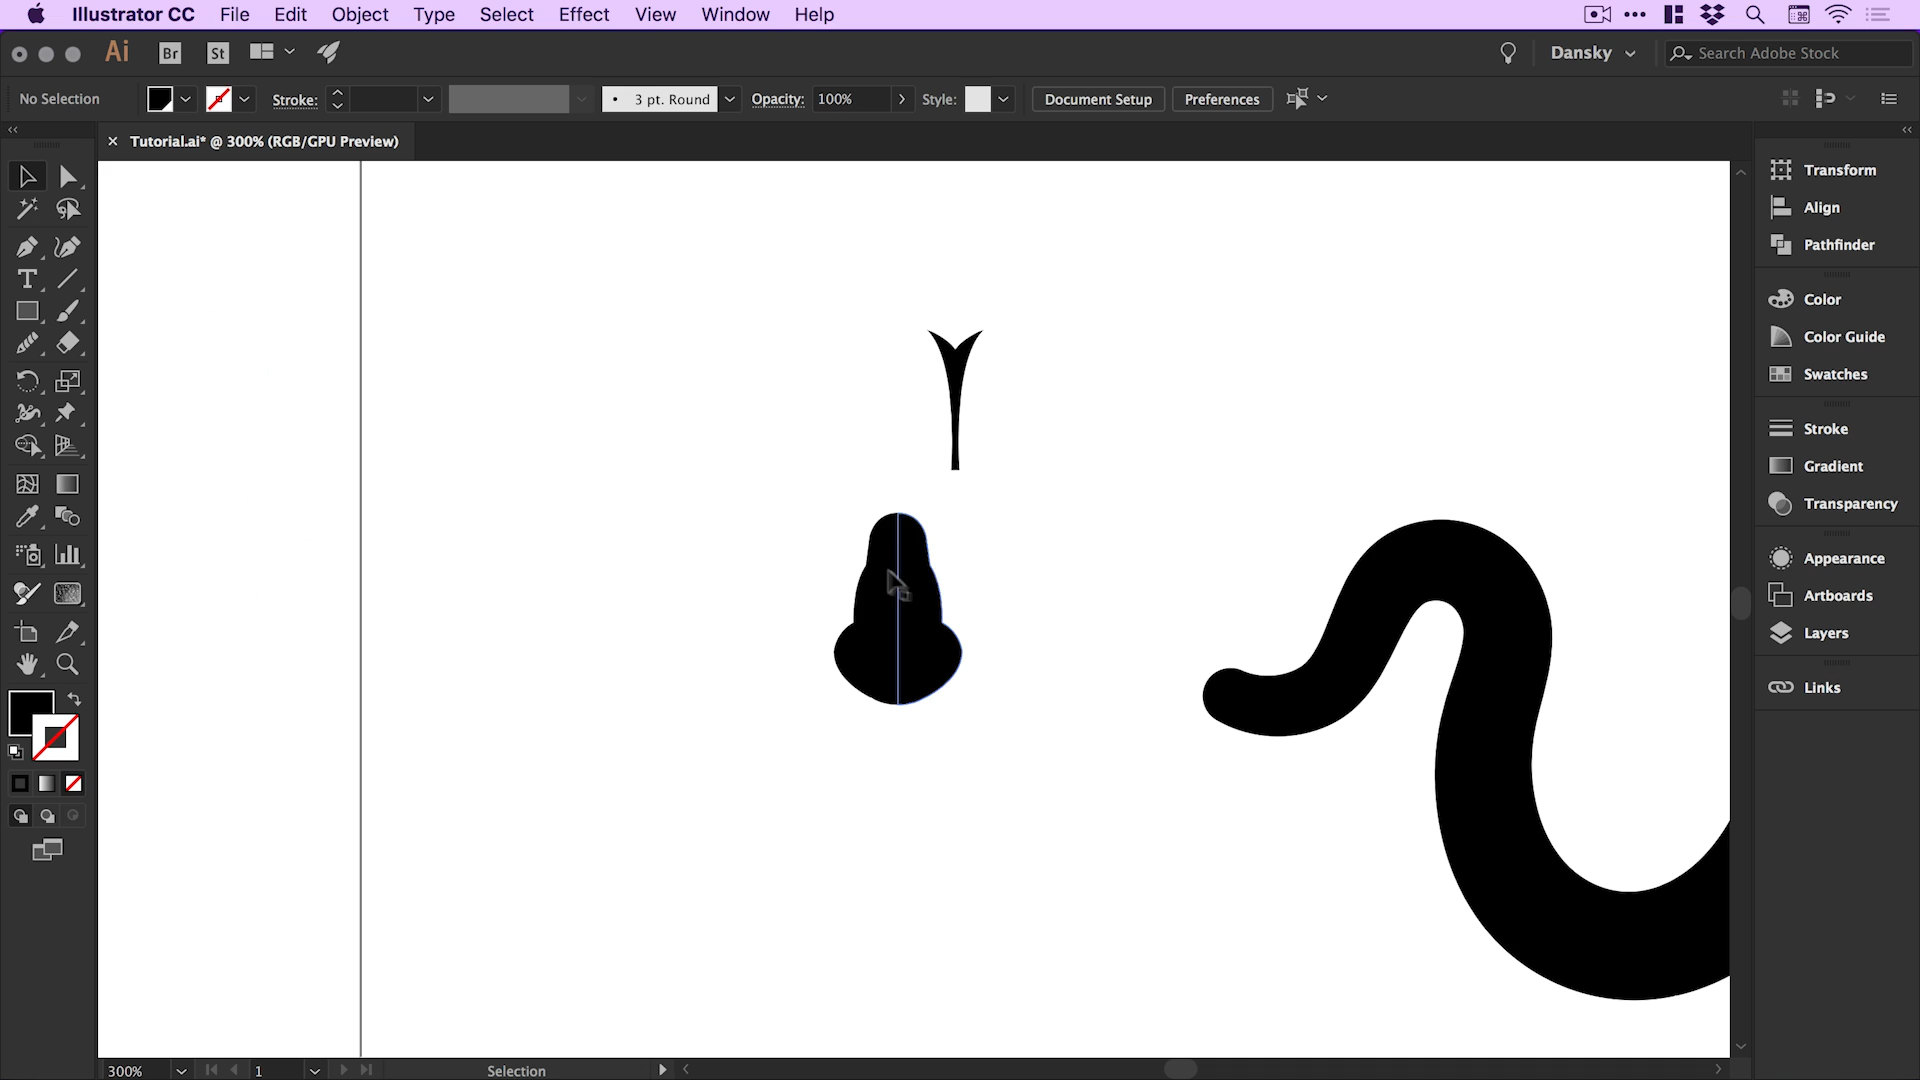 Illustrator CC File Edit Object Type Select Effect View Window Help
Ai Br St Dansky Search Adobe Stock
No Selection Stroke: 3 pt. Round Opacity: 100% Style: Document Setup Preferences
Tutorial.ai* @ 300% (RGB/GPU Preview)
Transform
Align
Pathfinder
Color
Color Guide
Swatches
Stroke
Gradient
Transparency
Appearance
Artboards
Layers
Links
300% 1 Selection